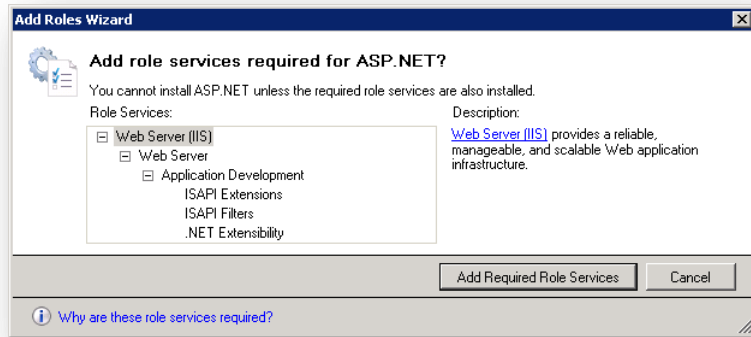 Add Roles Wizard
Add role services required for ASP.NET?
You cannot install ASP.NET unless the required role services are also installed.
Role Services:
Web Server (IIS)
Web Server
Application Development
ISAPI Extensions
ISAPI Filters
.NET Extensibility
Description:
Web Server (IIS) provides a reliable,
manageable, and scalable Web application
infrastructure.
Add Required Role Services
Cancel
Why are these role services required?